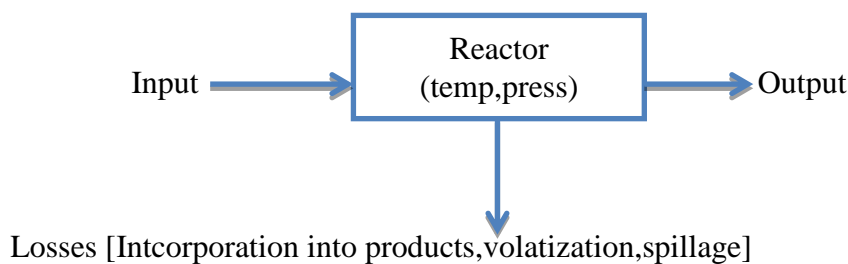 Reactor
Input (temp,press) Output
Losses [Intcorporation into products,volatization,spillage]